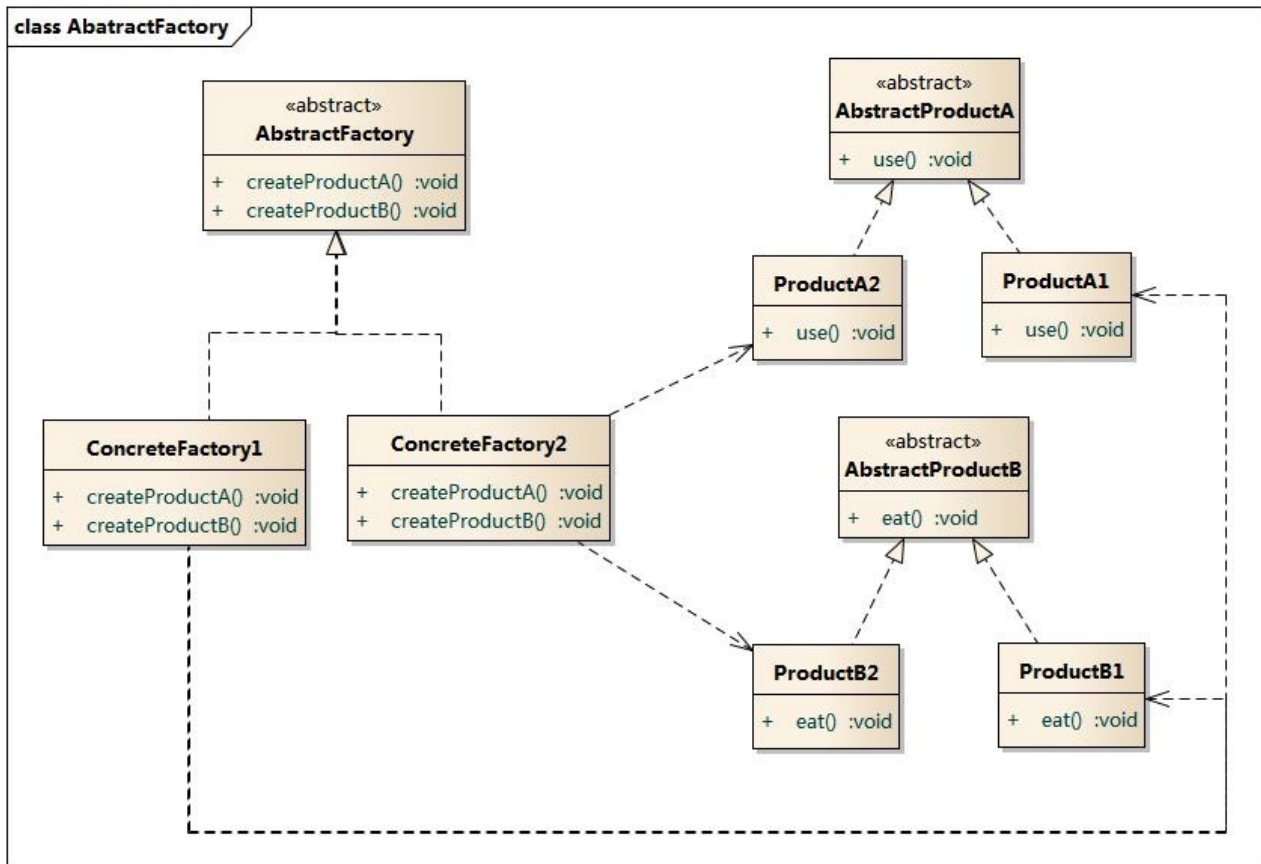 class AbatractFactory
«abstract»
AbstractFactory
+ createProductA() :void
+ createProductB() :void
«abstract»
AbstractProductA
+ use() :void
ProductA2
+ use() :void
ProductA1
+ use() :void
ConcreteFactory1
+ createProductA() :void
+ createProductB() :void
ConcreteFactory2
+ createProductA() :void
+ createProductB() :void
«abstract»
AbstractProductB
+ eat() :void
ProductB2
+ eat() :void
ProductB1
+ eat() :void